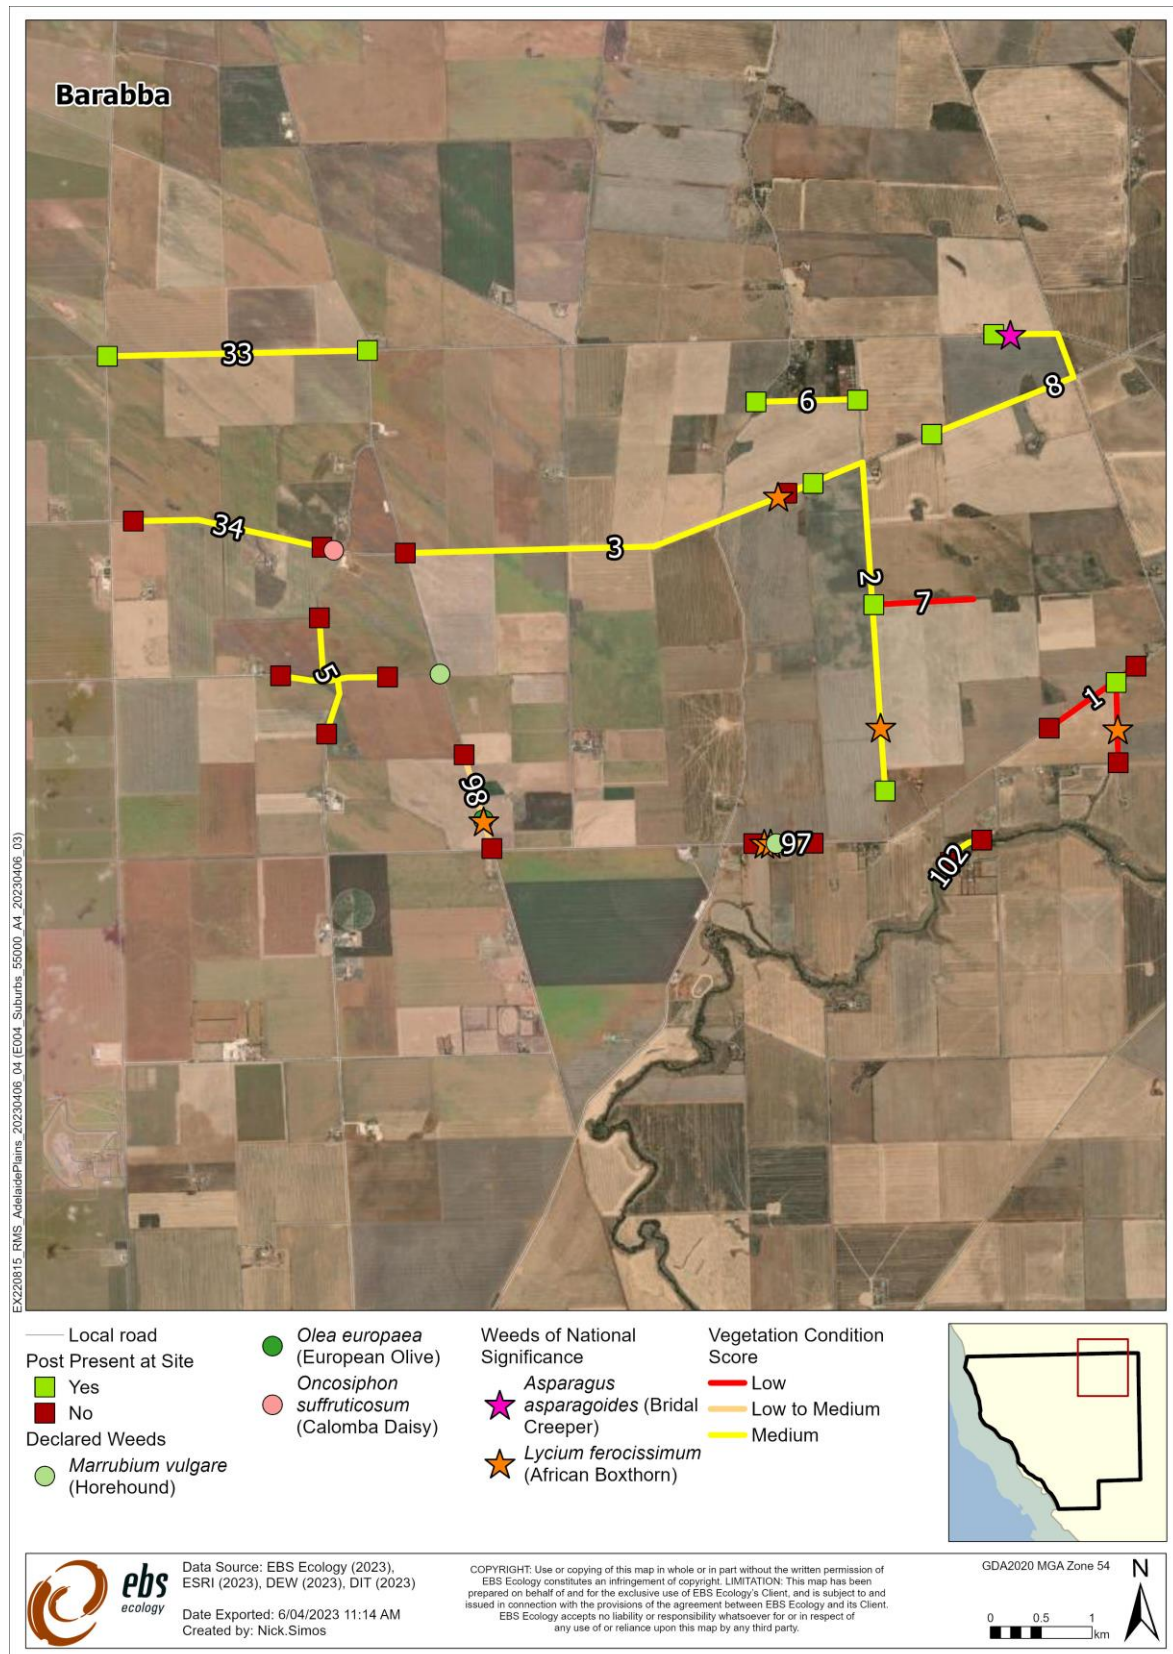 Barabba
33
6
8
34
3
2
7
5
1
98
97
102
EX220815_RMS_AdelaidePlains_20230406_04 (E004_Suburbs_55000_A4_20230406_03)
Local road
Post Present at Site
Yes
No
Declared Weeds
Marrubium vulgare
(Horehound)
Olea europaea
(European Olive)
Oncosiphon
suffruticosum
(Calomba Daisy)
Weeds of National
Significance
Asparagus
asparagoides (Bridal
Creeper)
Lycium ferocissimum
(African Boxthorn)
Vegetation Condition
Score
Low
Low to Medium
Medium
ebs
ecology
Data Source: EBS Ecology (2023),
ESRI (2023), DEW (2023), DIT (2023)
Date Exported: 6/04/2023 11:14 AM
Created by: Nick.Simos
COPYRIGHT: Use or copying of this map in whole or in part without the written permission of
EBS Ecology constitutes an infringement of copyright. LIMITATION: This map has been
prepared on behalf of and for the exclusive use of EBS Ecology's Client, and is subject to and
issued in connection with the provisions of the agreement between EBS Ecology and its Client.
EBS Ecology accepts no liability or responsibility whatsoever for or in respect of
any use of or reliance upon this map by any third party.
GDA2020 MGA Zone 54
N
0 0.5 1
km